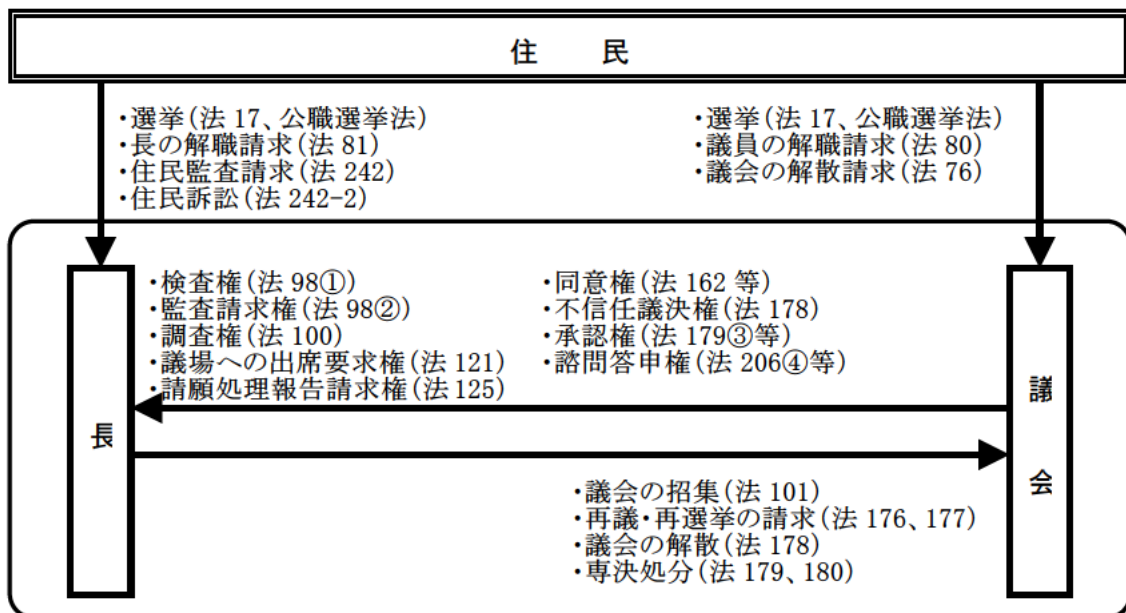 住　民
・選挙(法 17、公職選挙法)
・長の解職請求(法 81)
・住民監査請求(法 242)
・住民訴訟(法 242-2)
・選挙(法 17、公職選挙法)
・議員の解職請求(法 80)
・議会の解散請求(法 76)
長
・検査権(法 98①)
・監査請求権(法 98②)
・調査権(法 100)
・議場への出席要求権(法 121)
・請願処理報告請求権(法 125)
・同意権(法 162 等)
・不信任議決権(法 178)
・承認権(法 179③等)
・諮問答申権(法 206④等)
議会
・議会の招集(法 101)
・再議・再選挙の請求(法 176、177)
・議会の解散(法 178)
・専決処分(法 179、180)